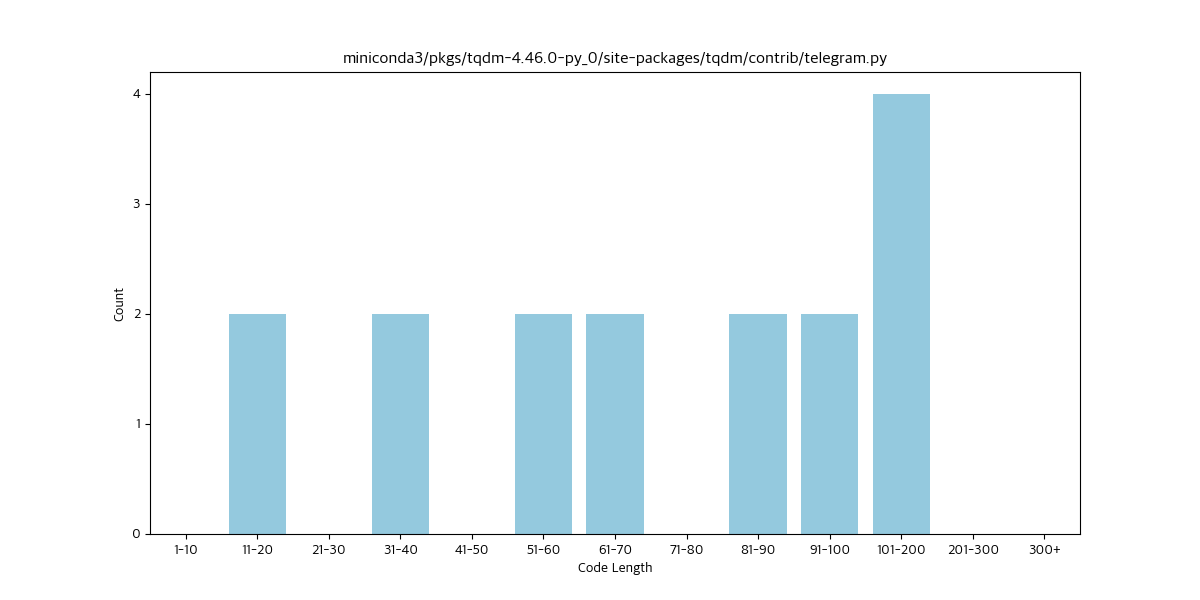 miniconda3/pkgs/tqdm-4.46.0-py_0/site-packages/tqdm/contrib/telegram.py
4
3
2
1
0
Count
1-10 11-20 21-30 31-40 41-50 51-60 61-70 71-80 81-90 91-100 101-200 201-300 300+
Code Length